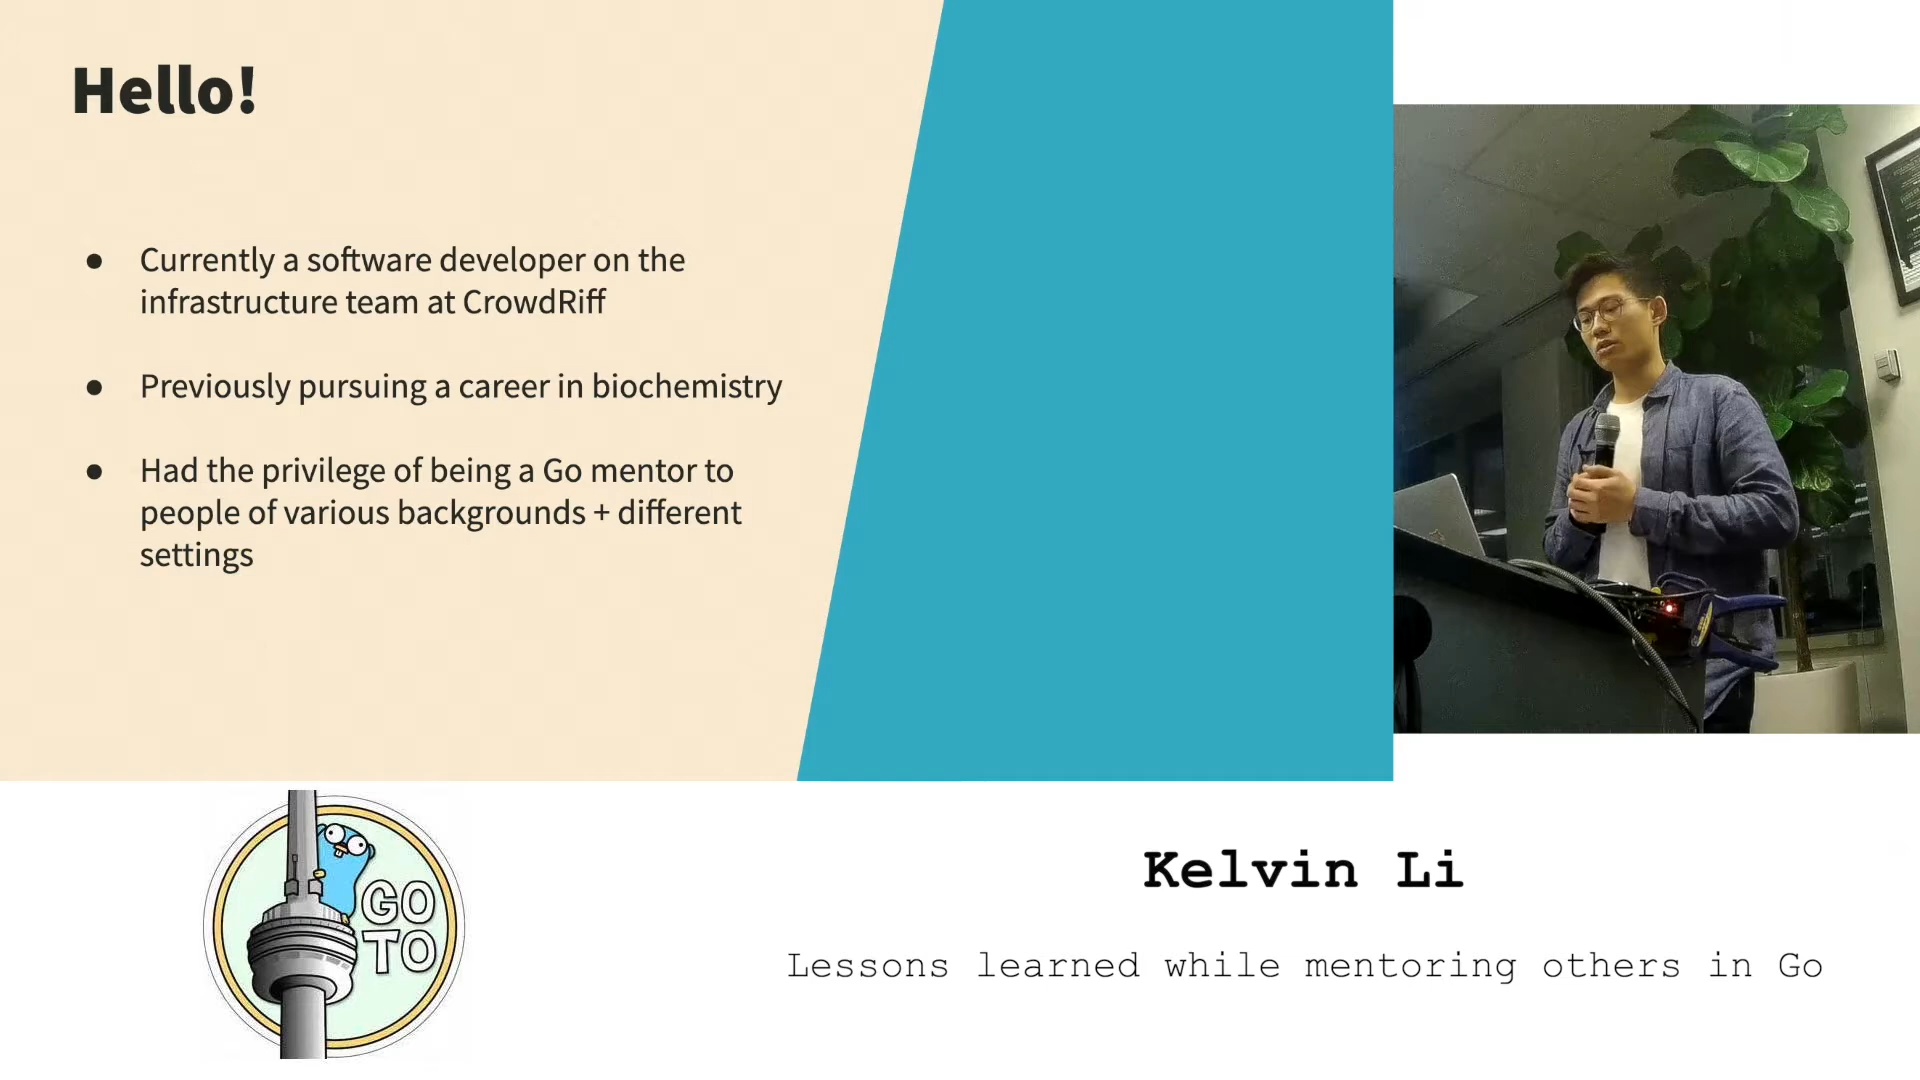 Hello!
● Currently a software developer on the
infrastructure team at CrowdRiff
● Previously pursuing a career in biochemistry
● Had the privilege of being a Go mentor to
people of various backgrounds + different
settings
GO
TO
Kelvin Li
Lessons learned while mentoring others in Go